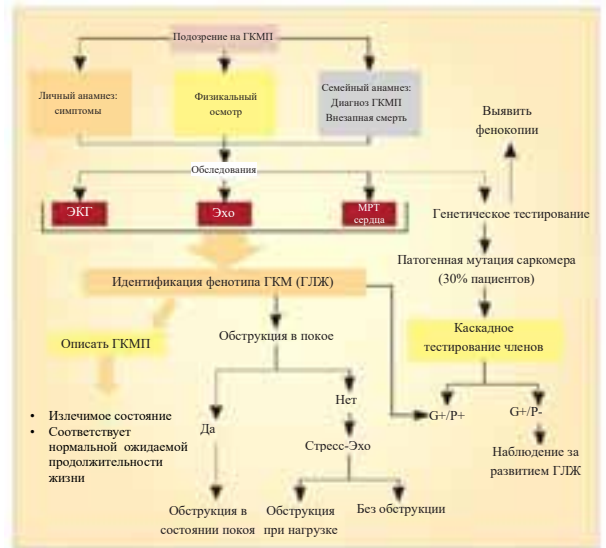 Подозрение на ГКМП
Личный анамнез:
симптомы
Физикальный
осмотр
Семейный анамнез:
Диагноз ГКМП
Внезапная смерть
Выявить
фенокопии
Обследования
ЭКГ
Эхо
МРТ
сердца
Генетическое тестирование
Патогенная мутация саркомера
(30% пациентов)
Идентификация фенотипа ГКМ (ГЛЖ)
Каскадное
тестирование членов
Описать ГКМП
Обструкция в покое
• Излечимое состояние
• Соответствует
нормальной ожидаемой
продолжительности
жизни
Да
Нет
G+/P+
G+/P-
Стресс-Эхо
Наблюдение за
развитием ГЛЖ
Обструкция в
состоянии покоя
Обструкция
при нагрузке
Без обструкции